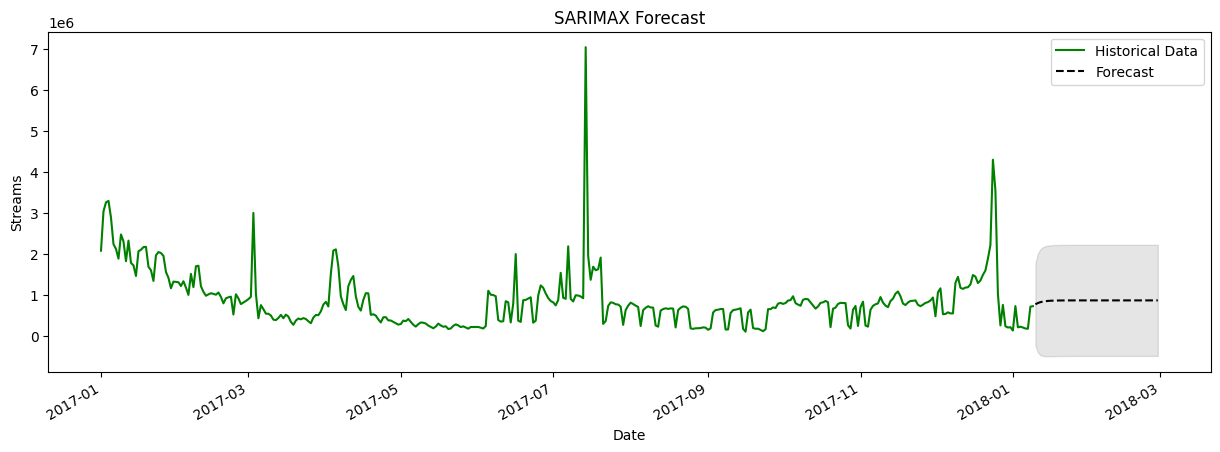 SARIMAX Forecast
1e6
Historical Data
Forecast
7
6
5
4
3
2
1
0
Streams
2017-01
2017-03
2017-05
2017-07
2017-09
2017-11
2018-01
2018-03
Date